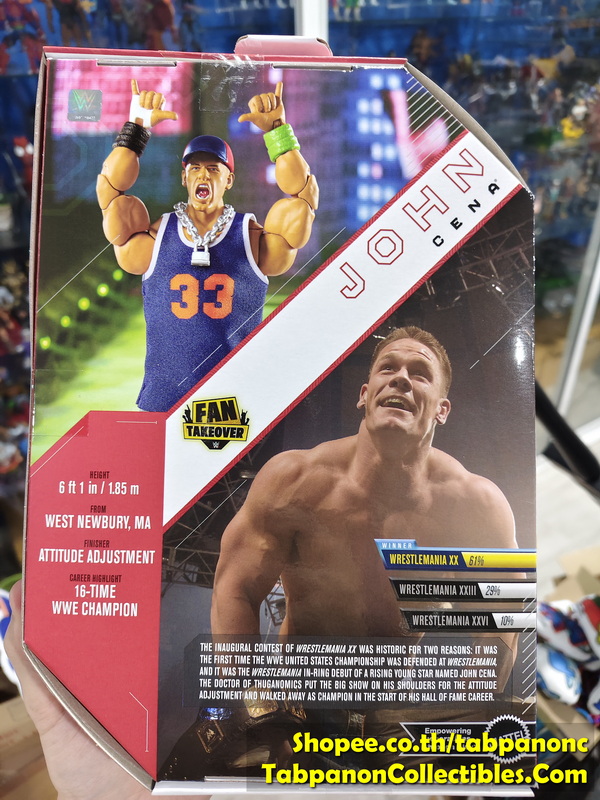 JOHN
CENA
33
FAN
TAKEOVER
HEIGHT
6 ft 1 in / 1.85 m
FROM
WEST NEWBURY, MA
FINISHER
ATTITUDE ADJUSTMENT
CAREER HIGHLIGHT
16-TIME
WWE CHAMPION
WINNER
WRESTLEMANIA XX 61%
WRESTLEMANIA XXIII 29%
WRESTLEMANIA XXVI 10%
THE INAUGURAL CONTEST OF WRESTLEMANIA XX WAS HISTORIC FOR TWO REASONS: IT WAS
THE FIRST TIME THE WWE UNITED STATES CHAMPIONSHIP WAS DEFENDED AT WRESTLEMANIA,
AND IT WAS THE WRESTLEMANIA IN-RING DEBUT OF A RISING YOUNG STAR NAMED JOHN CENA.
THE DOCTOR OF THUGANOMICS PUT THE BIG SHOW ON HIS SHOULDERS FOR THE ATTITUDE
ADJUSTMENT AND WALKED AWAY AS CHAMPION IN THE START OF HIS HALL OF FAME CAREER.
Empowering
Shopee.co.th/tabpanonc
TabpanonCollectibles.Com